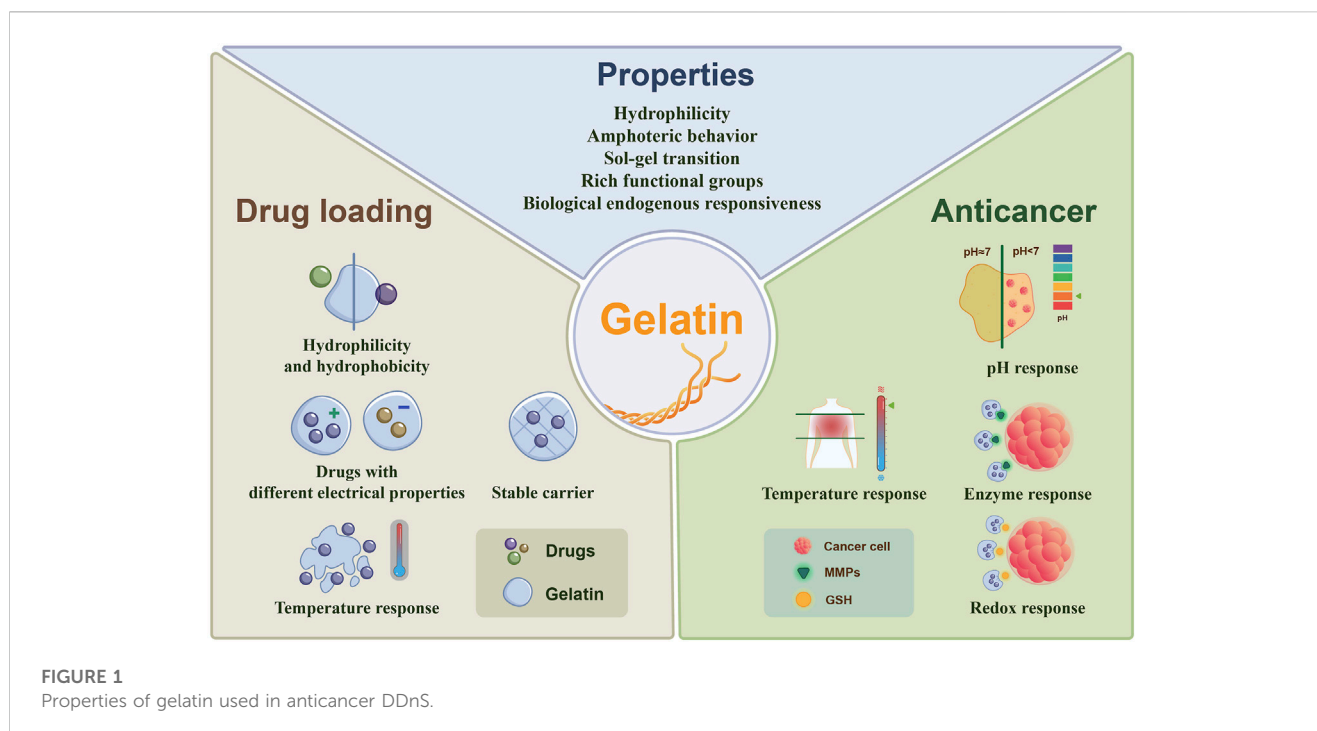 Properties
Hydrophilicity
Amphoteric behavior
Sol-gel transition
Rich functional groups
Biological endogenous responsiveness
Drug loading
Hydrophilicity
and hydrophobicity
+
−
Drugs with
different electrical properties
Stable carrier
Temperature response
Drugs
Gelatin
Gelatin
Anticancer
pH≈7
pH<7
pH
pH response
Temperature response
Enzyme response
Cancer cell
MMPs
GSH
Redox response
FIGURE 1
Properties of gelatin used in anticancer DDnS.